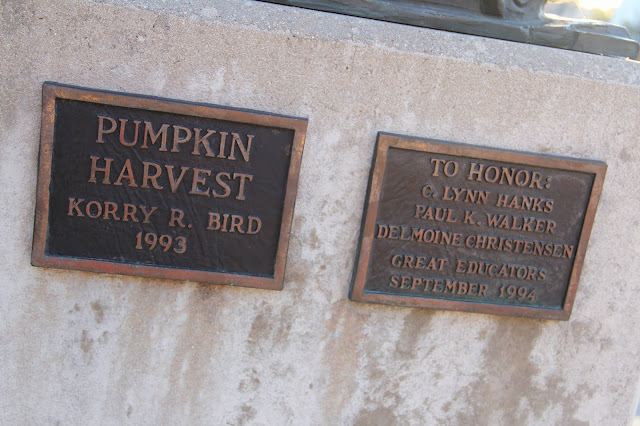 PUMPKIN
HARVEST
KORRY R. BIRD
1993
TO HONOR:
C. LYNN HANKS
PAUL K. WALKER
DELMOINE CHRISTENSEN
GREAT EDUCATORS
SEPTEMBER 1994